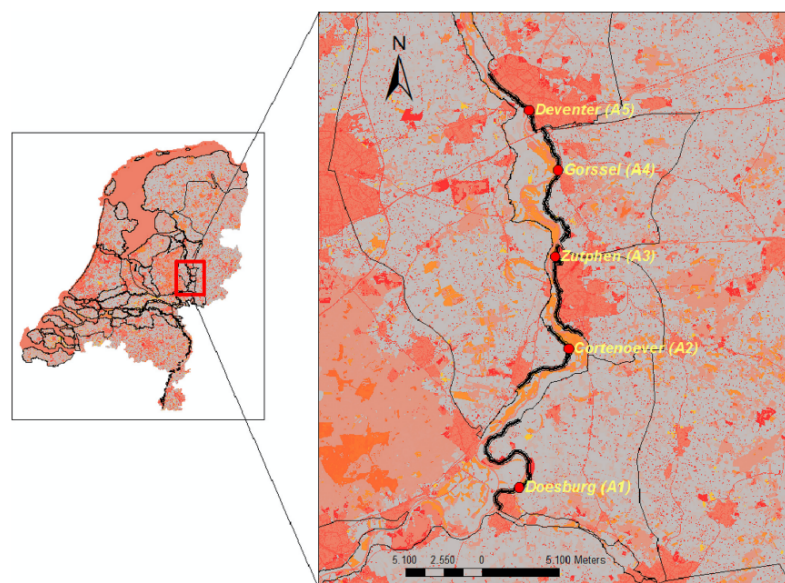 N
Deventer (A5)
Gorssel (A4)
Zutphen (A3)
Cortenoever (A2)
Doesburg (A1)
5.100 2.550 0 5.100 Meters